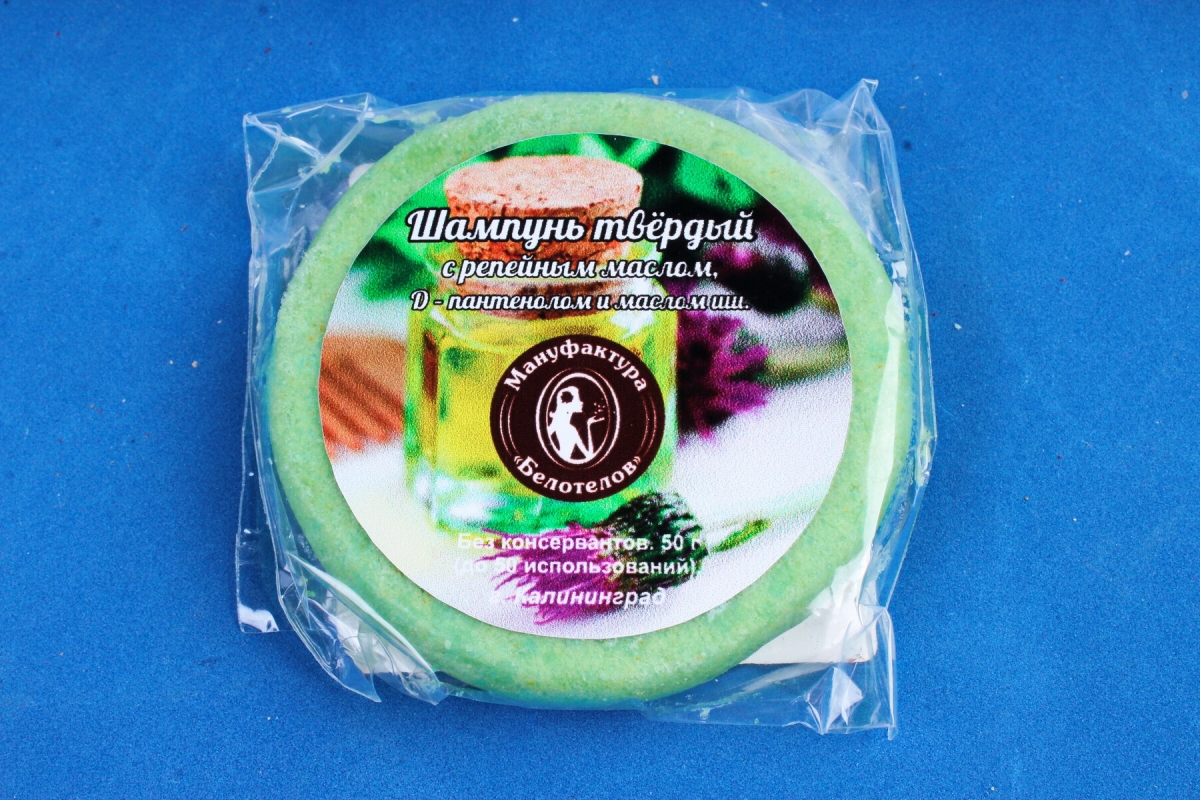 Шампунь твёрдый
с репейным маслом,
D - пантенолом и маслом ши.
Мануфактура
«Белотелов»
Без консервантов. 50 г
(до 50 использований)
г. Калининград